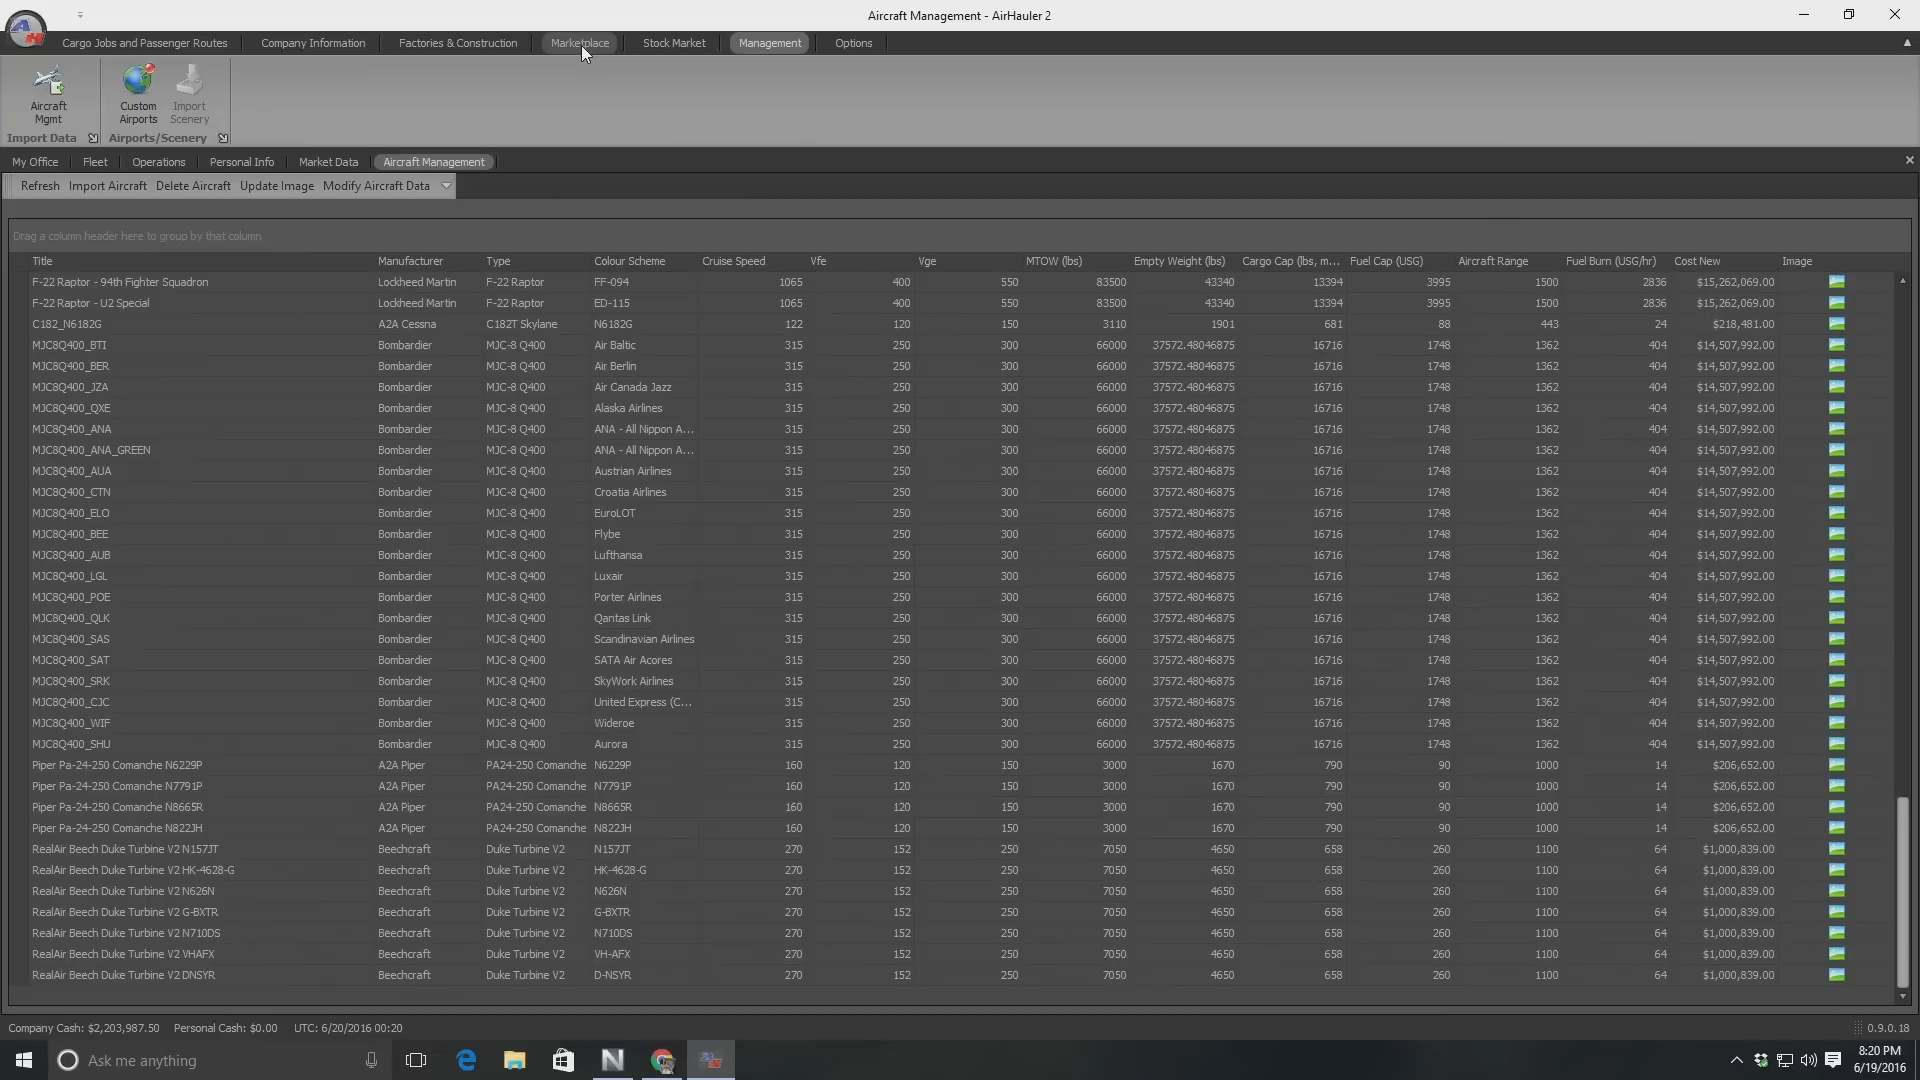 Aircraft Management - AirHauler 2
Cargo Jobs and Passenger Routes Company Information Factories & Construction Marketplace Stock Market Management Options
Aircraft Mgmt Custom Airports Import Scenery
Import Data Airports/Scenery
My Office Fleet Operations Personal Info Market Data Aircraft Management
Refresh Import Aircraft Delete Aircraft Update Image Modify Aircraft Data
Drag a column header here to group by that column
Title Manufacturer Type Colour Scheme Cruise Speed Vfe Vge MTOW (lbs) Empty Weight (lbs) Cargo Cap (lbs, m... Fuel Cap (USG) Aircraft Range Fuel Burn (USG/hr) Cost New Image
F-22 Raptor - 94th Fighter Squadron Lockheed Martin F-22 Raptor FF-094 1065 400 550 83500 43340 13394 3995 1500 2836 $15,262,069.00
F-22 Raptor - U2 Special Lockheed Martin F-22 Raptor ED-115 1065 400 550 83500 43340 13394 3995 1500 2836 $15,262,069.00
C182_N6182G A2A Cessna C182T Skylane N6182G 122 120 150 3110 1901 681 88 443 24 $218,481.00
MJC8Q400_BTI Bombardier MJC-8 Q400 Air Baltic 315 250 300 66000 37572.48046875 16716 1748 1362 404 $14,507,992.00
MJC8Q400_BER Bombardier MJC-8 Q400 Air Berlin 315 250 300 66000 37572.48046875 16716 1748 1362 404 $14,507,992.00
MJC8Q400_JZA Bombardier MJC-8 Q400 Air Canada Jazz 315 250 300 66000 37572.48046875 16716 1748 1362 404 $14,507,992.00
MJC8Q400_QXE Bombardier MJC-8 Q400 Alaska Airlines 315 250 300 66000 37572.48046875 16716 1748 1362 404 $14,507,992.00
MJC8Q400_ANA Bombardier MJC-8 Q400 ANA - All Nippon A... 315 250 300 66000 37572.48046875 16716 1748 1362 404 $14,507,992.00
MJC8Q400_ANA_GREEN Bombardier MJC-8 Q400 ANA - All Nippon A... 315 250 300 66000 37572.48046875 16716 1748 1362 404 $14,507,992.00
MJC8Q400_AUA Bombardier MJC-8 Q400 Austrian Airlines 315 250 300 66000 37572.48046875 16716 1748 1362 404 $14,507,992.00
MJC8Q400_CTN Bombardier MJC-8 Q400 Croatia Airlines 315 250 300 66000 37572.48046875 16716 1748 1362 404 $14,507,992.00
MJC8Q400_ELO Bombardier MJC-8 Q400 EuroLOT 315 250 300 66000 37572.48046875 16716 1748 1362 404 $14,507,992.00
MJC8Q400_BEE Bombardier MJC-8 Q400 Flybe 315 250 300 66000 37572.48046875 16716 1748 1362 404 $14,507,992.00
MJC8Q400_AUB Bombardier MJC-8 Q400 Lufthansa 315 250 300 66000 37572.48046875 16716 1748 1362 404 $14,507,992.00
MJC8Q400_LGL Bombardier MJC-8 Q400 Luxair 315 250 300 66000 37572.48046875 16716 1748 1362 404 $14,507,992.00
MJC8Q400_POE Bombardier MJC-8 Q400 Porter Airlines 315 250 300 66000 37572.48046875 16716 1748 1362 404 $14,507,992.00
MJC8Q400_QLK Bombardier MJC-8 Q400 Qantas Link 315 250 300 66000 37572.48046875 16716 1748 1362 404 $14,507,992.00
MJC8Q400_SAS Bombardier MJC-8 Q400 Scandinavian Airlines 315 250 300 66000 37572.48046875 16716 1748 1362 404 $14,507,992.00
MJC8Q400_SAT Bombardier MJC-8 Q400 SATA Air Acores 315 250 300 66000 37572.48046875 16716 1748 1362 404 $14,507,992.00
MJC8Q400_SRK Bombardier MJC-8 Q400 SkyWork Airlines 315 250 300 66000 37572.48046875 16716 1748 1362 404 $14,507,992.00
MJC8Q400_CJC Bombardier MJC-8 Q400 United Express (C... 315 250 300 66000 37572.48046875 16716 1748 1362 404 $14,507,992.00
MJC8Q400_WIF Bombardier MJC-8 Q400 Wideroe 315 250 300 66000 37572.48046875 16716 1748 1362 404 $14,507,992.00
MJC8Q400_SHU Bombardier MJC-8 Q400 Aurora 315 250 300 66000 37572.48046875 16716 1748 1362 404 $14,507,992.00
Piper Pa-24-250 Comanche N6229P A2A Piper PA24-250 Comanche N6229P 160 120 150 3000 1670 790 90 1000 14 $206,652.00
Piper Pa-24-250 Comanche N7791P A2A Piper PA24-250 Comanche N7791P 160 120 150 3000 1670 790 90 1000 14 $206,652.00
Piper Pa-24-250 Comanche N8665R A2A Piper PA24-250 Comanche N8665R 160 120 150 3000 1670 790 90 1000 14 $206,652.00
Piper Pa-24-250 Comanche N822JH A2A Piper PA24-250 Comanche N822JH 160 120 150 3000 1670 790 90 1000 14 $206,652.00
RealAir Beech Duke Turbine V2 N157JT Beechcraft Duke Turbine V2 N157JT 270 152 250 7050 4650 658 260 1100 64 $1,000,839.00
RealAir Beech Duke Turbine V2 HK-4628-G Beechcraft Duke Turbine V2 HK-4628-G 270 152 250 7050 4650 658 260 1100 64 $1,000,839.00
RealAir Beech Duke Turbine V2 N626N Beechcraft Duke Turbine V2 N626N 270 152 250 7050 4650 658 260 1100 64 $1,000,839.00
RealAir Beech Duke Turbine V2 G-BXTR Beechcraft Duke Turbine V2 G-BXTR 270 152 250 7050 4650 658 260 1100 64 $1,000,839.00
RealAir Beech Duke Turbine V2 N710DS Beechcraft Duke Turbine V2 N710DS 270 152 250 7050 4650 658 260 1100 64 $1,000,839.00
RealAir Beech Duke Turbine V2 VHAFX Beechcraft Duke Turbine V2 VH-AFX 270 152 250 7050 4650 658 260 1100 64 $1,000,839.00
RealAir Beech Duke Turbine V2 DNSYR Beechcraft Duke Turbine V2 D-NSYR 270 152 250 7050 4650 658 260 1100 64 $1,000,839.00
Company Cash: $2,203,987.50 Personal Cash: $0.00 UTC: 6/20/2016 00:20 0.9.0.18
Ask me anything 8:20 PM
6/19/2016